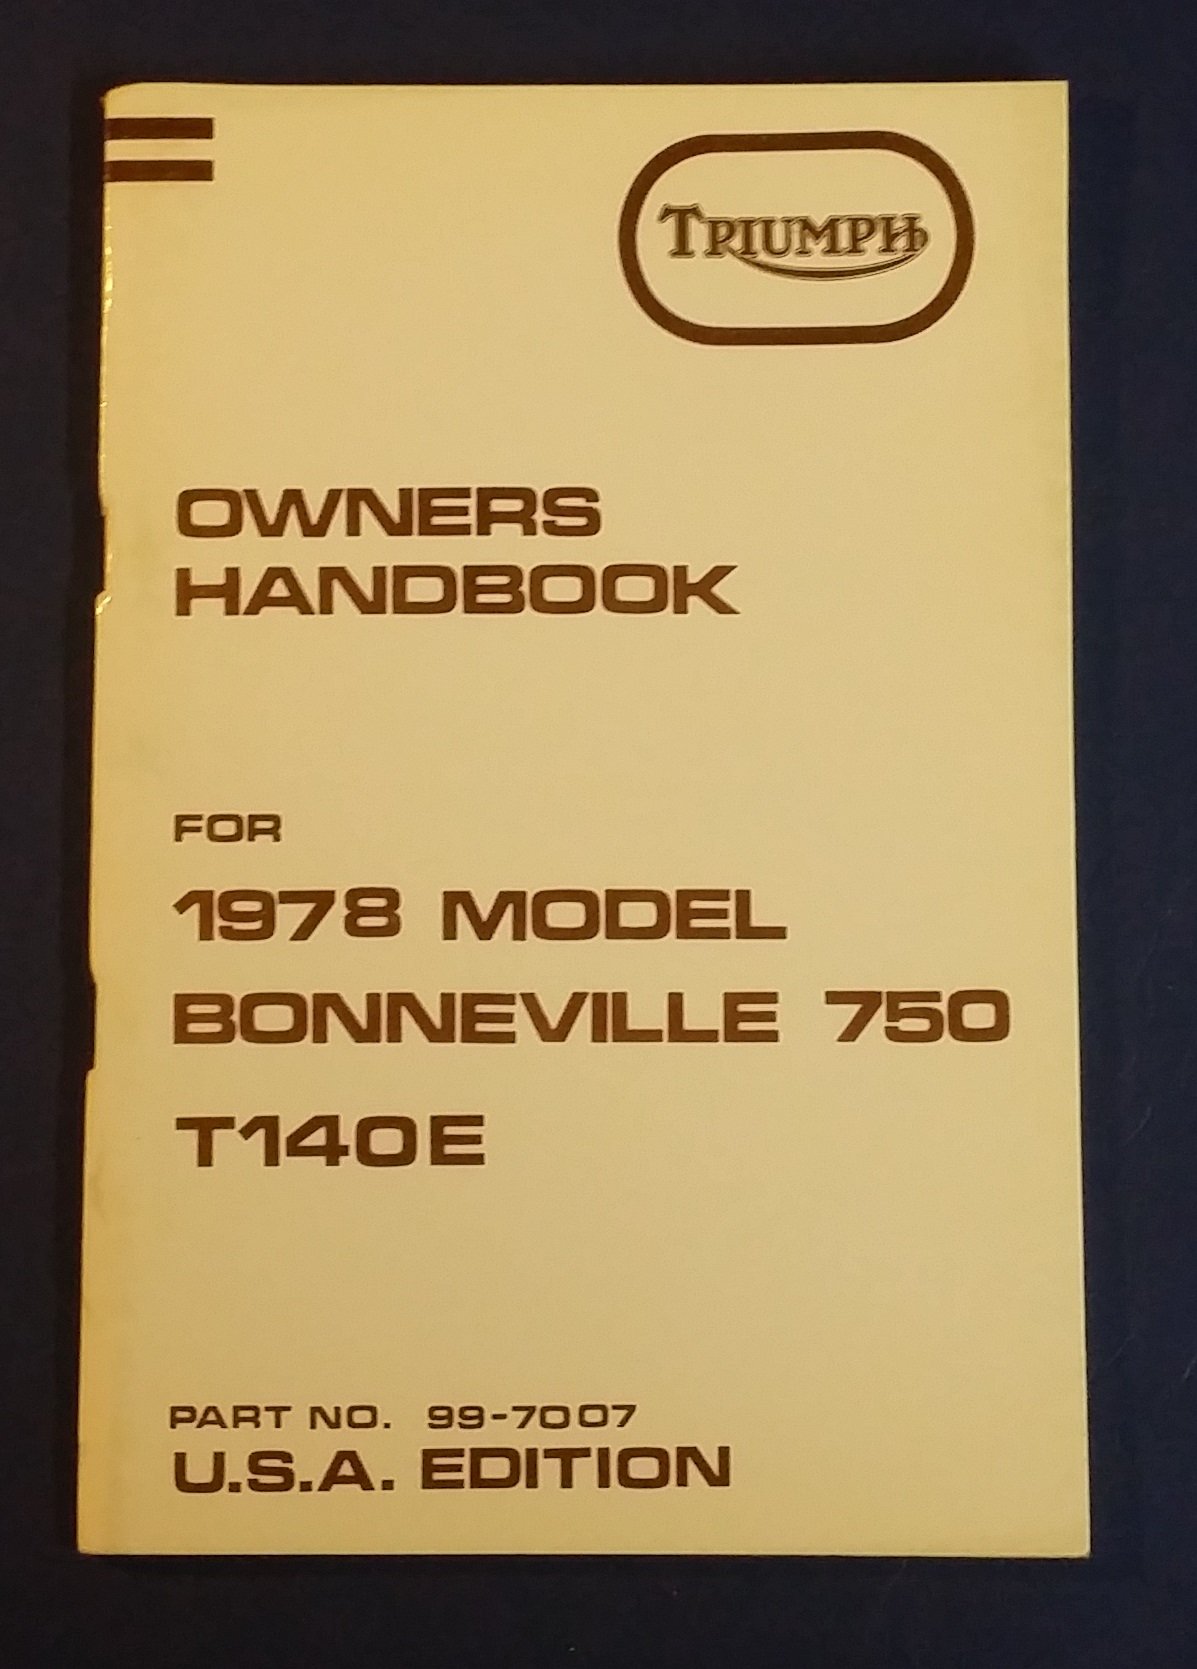 TRIUMPH
OWNERS
HANDBOOK
FOR
1978 MODEL
BONNEVILLE 750
T140E
PART NO. 99-7007
U.S.A. EDITION